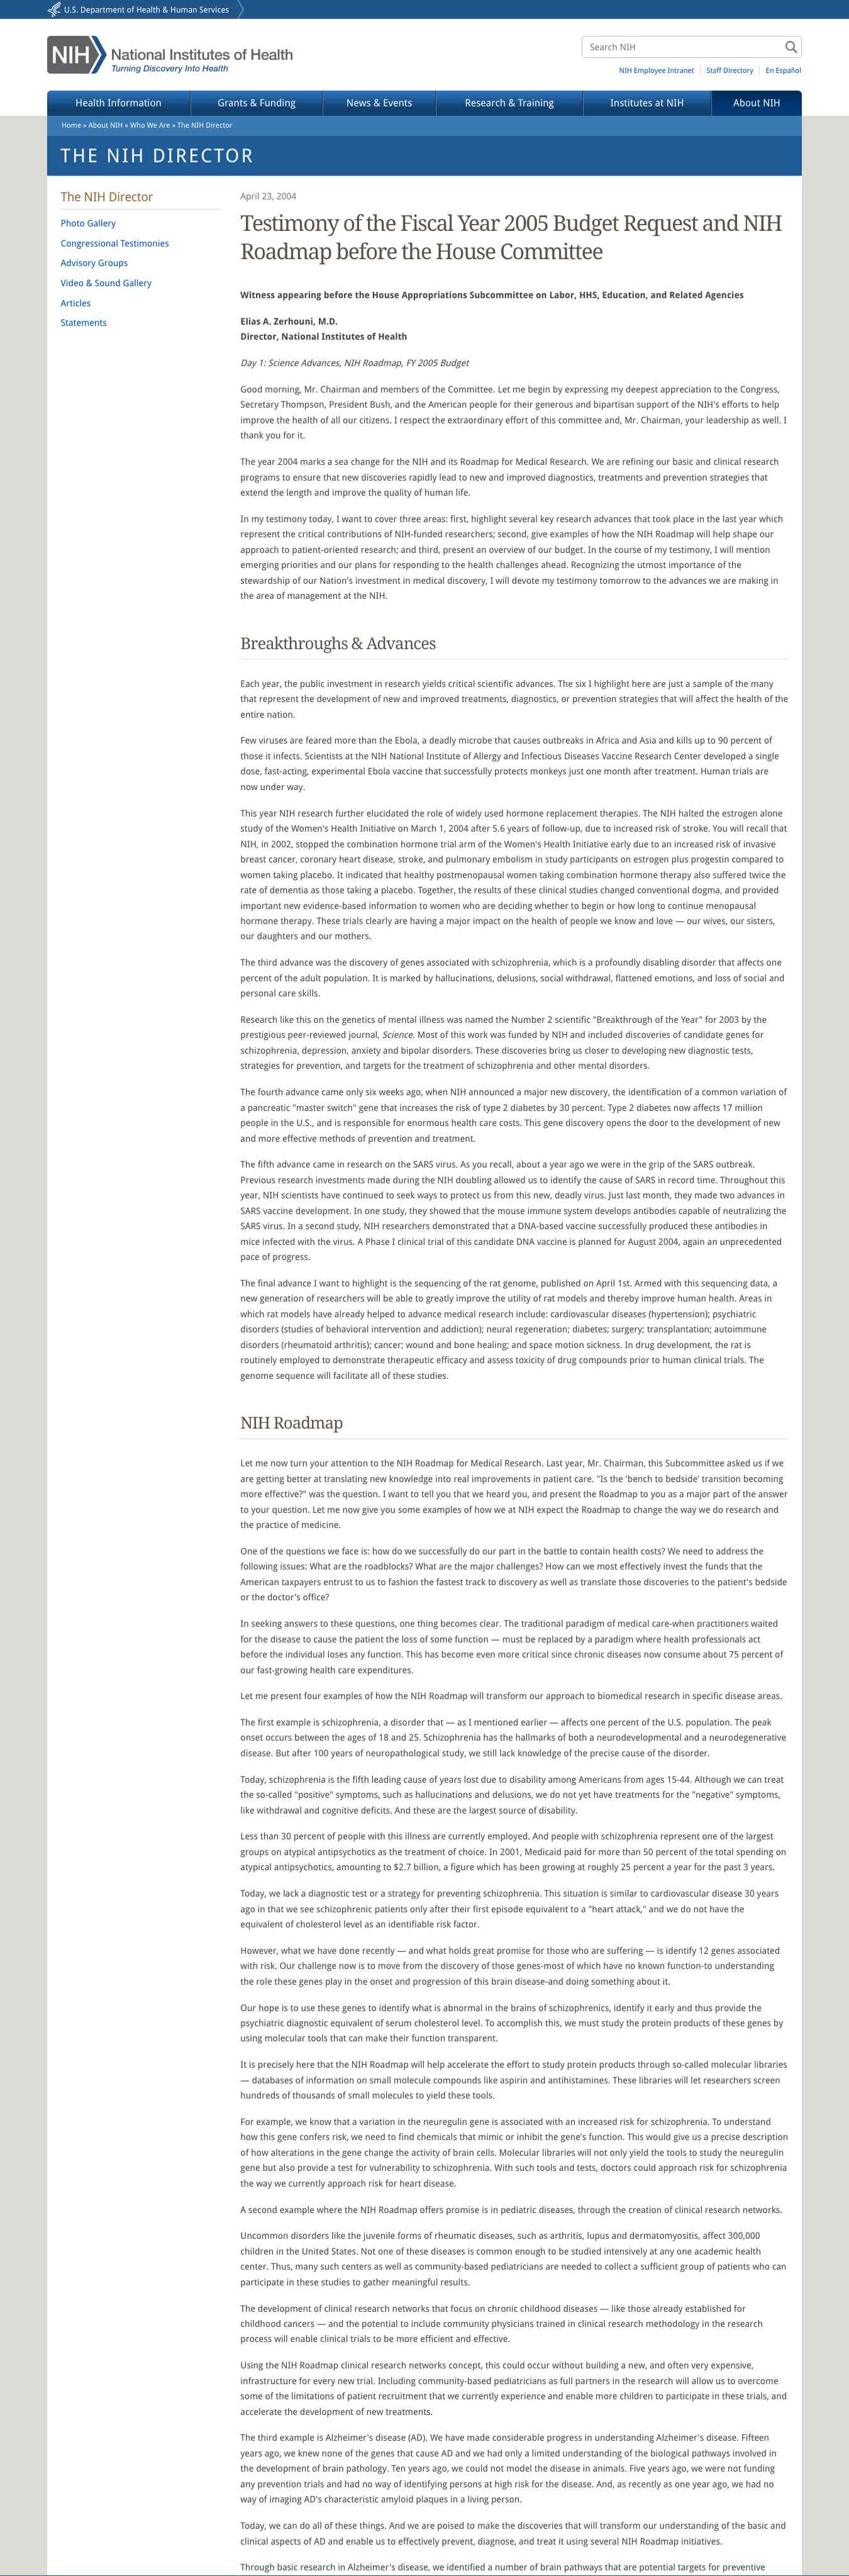 U.S. Department of Health & Human Services
NIH National Institutes of Health
Turning Discovery Into Health
Search NIH
NIH Employee Intranet
Staff Directory
En Español
Health Information
Grants & Funding
News & Events
Research & Training
Institutes at NIH
About NIH
Home » About NIH » Who We Are » The NIH Director
THE NIH DIRECTOR
The NIH Director
Photo Gallery
Congressional Testimonies
Advisory Groups
Video & Sound Gallery
Articles
Statements
April 23, 2004
Testimony of the Fiscal Year 2005 Budget Request and NIH
Roadmap before the House Committee
Witness appearing before the House Appropriations Subcommittee on Labor, HHS, Education, and Related Agencies
Elias A. Zerhouni, M.D.
Director, National Institutes of Health
Day 1: Science Advances, NIH Roadmap, FY 2005 Budget
Good morning, Mr. Chairman and members of the Committee. Let me begin by expressing my deepest appreciation to the Congress,
Secretary Thompson, President Bush, and the American people for their generous and bipartisan support of the NIH's efforts to help
improve the health of all our citizens. I respect the extraordinary effort of this committee and, Mr. Chairman, your leadership as well. I
thank you for it.
The year 2004 marks a sea change for the NIH and its Roadmap for Medical Research. We are refining our basic and clinical research
programs to ensure that new discoveries rapidly lead to new and improved diagnostics, treatments and prevention strategies that
extend the length and improve the quality of human life.
In my testimony today, I want to cover three areas: first, highlight several key research advances that took place in the last year which
represent the critical contributions of NIH-funded researchers; second, give examples of how the NIH Roadmap will help shape our
approach to patient-oriented research; and third, present an overview of our budget. In the course of my testimony, I will mention
emerging priorities and our plans for responding to the health challenges ahead. Recognizing the utmost importance of the
stewardship of our Nation's investment in medical discovery, I will devote my testimony tomorrow to the advances we are making in
the area of management at the NIH.
Breakthroughs & Advances
Each year, the public investment in research yields critical scientific advances. The six I highlight here are just a sample of the many
that represent the development of new and improved treatments, diagnostics, or prevention strategies that will affect the health of the
entire nation.
Few viruses are feared more than the Ebola, a deadly microbe that causes outbreaks in Africa and Asia and kills up to 90 percent of
those it infects. Scientists at the NIH National Institute of Allergy and Infectious Diseases Vaccine Research Center developed a single
dose, fast-acting, experimental Ebola vaccine that successfully protects monkeys just one month after treatment. Human trials are
now under way.
This year NIH research further elucidated the role of widely used hormone replacement therapies. The NIH halted the estrogen alone
study of the Women's Health Initiative on March 1, 2004 after 5.6 years of follow-up, due to increased risk of stroke. You will recall that
NIH, in 2002, stopped the combination hormone trial arm of the Women's Health Initiative early due to an increased risk of invasive
breast cancer, coronary heart disease, stroke, and pulmonary embolism in study participants on estrogen plus progestin compared to
women taking placebo. It indicated that healthy postmenopausal women taking combination hormone therapy also suffered twice the
rate of dementia as those taking a placebo. Together, the results of these clinical studies changed conventional dogma, and provided
important new evidence-based information to women who are deciding whether to begin or how long to continue menopausal
hormone therapy. These trials clearly are having a major impact on the health of people we know and love — our wives, our sisters,
our daughters and our mothers.
The third advance was the discovery of genes associated with schizophrenia, which is a profoundly disabling disorder that affects one
percent of the adult population. It is marked by hallucinations, delusions, social withdrawal, flattened emotions, and loss of social and
personal care skills.
Research like this on the genetics of mental illness was named the Number 2 scientific "Breakthrough of the Year" for 2003 by the
prestigious peer-reviewed journal, Science. Most of this work was funded by NIH and included discoveries of candidate genes for
schizophrenia, depression, anxiety and bipolar disorders. These discoveries bring us closer to developing new diagnostic tests,
strategies for prevention, and targets for the treatment of schizophrenia and other mental disorders.
The fourth advance came only six weeks ago, when NIH announced a major new discovery, the identification of a common variation of
a pancreatic "master switch" gene that increases the risk of type 2 diabetes by 30 percent. Type 2 diabetes now affects 17 million
people in the U.S., and is responsible for enormous health care costs. This gene discovery opens the door to the development of new
and more effective methods of prevention and treatment.
The fifth advance came in research on the SARS virus. As you recall, about a year ago we were in the grip of the SARS outbreak.
Previous research investments made during the NIH doubling allowed us to identify the cause of SARS in record time. Throughout this
year, NIH scientists have continued to seek ways to protect us from this new, deadly virus. Just last month, they made two advances in
SARS vaccine development. In one study, they showed that the mouse immune system develops antibodies capable of neutralizing the
SARS virus. In a second study, NIH researchers demonstrated that a DNA-based vaccine successfully produced these antibodies in
mice infected with the virus. A Phase I clinical trial of this candidate DNA vaccine is planned for August 2004, again an unprecedented
pace of progress.
The final advance I want to highlight is the sequencing of the rat genome, published on April 1st. Armed with this sequencing data, a
new generation of researchers will be able to greatly improve the utility of rat models and thereby improve human health. Areas in
which rat models have already helped to advance medical research include: cardiovascular diseases (hypertension); psychiatric
disorders (studies of behavioral intervention and addiction); neural regeneration; diabetes; surgery; transplantation; autoimmune
disorders (rheumatoid arthritis); cancer; wound and bone healing; and space motion sickness. In drug development, the rat is
routinely employed to demonstrate therapeutic efficacy and assess toxicity of drug compounds prior to human clinical trials. The
genome sequence will facilitate all of these studies.
NIH Roadmap
Let me now turn your attention to the NIH Roadmap for Medical Research. Last year, Mr. Chairman, this Subcommittee asked us if we
are getting better at translating new knowledge into real improvements in patient care. "Is the 'bench to bedside' transition becoming
more effective?" was the question. I want to tell you that we heard you, and present the Roadmap to you as a major part of the answer
to your question. Let me now give you some examples of how we at NIH expect the Roadmap to change the way we do research and
the practice of medicine.
One of the questions we face is: how do we successfully do our part in the battle to contain health costs? We need to address the
following issues: What are the roadblocks? What are the major challenges? How can we most effectively invest the funds that the
American taxpayers entrust to us to fashion the fastest track to discovery as well as translate those discoveries to the patient's bedside
or the doctor's office?
In seeking answers to these questions, one thing becomes clear. The traditional paradigm of medical care-when practitioners waited
for the disease to cause the patient the loss of some function — must be replaced by a paradigm where health professionals act
before the individual loses any function. This has become even more critical since chronic diseases now consume about 75 percent of
our fast-growing health care expenditures.
Let me present four examples of how the NIH Roadmap will transform our approach to biomedical research in specific disease areas.
The first example is schizophrenia, a disorder that — as I mentioned earlier — affects one percent of the U.S. population. The peak
onset occurs between the ages of 18 and 25. Schizophrenia has the hallmarks of both a neurodevelopmental and a neurodegenerative
disease. But after 100 years of neuropathological study, we still lack knowledge of the precise cause of the disorder.
Today, schizophrenia is the fifth leading cause of years lost due to disability among Americans from ages 15-44. Although we can treat
the so-called "positive" symptoms, such as hallucinations and delusions, we do not yet have treatments for the "negative" symptoms,
like withdrawal and cognitive deficits. And these are the largest source of disability.
Less than 30 percent of people with this illness are currently employed. And people with schizophrenia represent one of the largest
groups on atypical antipsychotics as the treatment of choice. In 2001, Medicaid paid for more than 50 percent of the total spending on
atypical antipsychotics, amounting to $2.7 billion, a figure which has been growing at roughly 25 percent a year for the past 3 years.
Today, we lack a diagnostic test or a strategy for preventing schizophrenia. This situation is similar to cardiovascular disease 30 years
ago in that we see schizophrenic patients only after their first episode equivalent to a "heart attack," and we do not have the
equivalent of cholesterol level as an identifiable risk factor.
However, what we have done recently — and what holds great promise for those who are suffering — is identify 12 genes associated
with risk. Our challenge now is to move from the discovery of those genes-most of which have no known function-to understanding
the role these genes play in the onset and progression of this brain disease-and doing something about it.
Our hope is to use these genes to identify what is abnormal in the brains of schizophrenics, identify it early and thus provide the
psychiatric diagnostic equivalent of serum cholesterol level. To accomplish this, we must study the protein products of these genes by
using molecular tools that can make their function transparent.
It is precisely here that the NIH Roadmap will help accelerate the effort to study protein products through so-called molecular libraries
— databases of information on small molecule compounds like aspirin and antihistamines. These libraries will let researchers screen
hundreds of thousands of small molecules to yield these tools.
For example, we know that a variation in the neuregulin gene is associated with an increased risk for schizophrenia. To understand
how this gene confers risk, we need to find chemicals that mimic or inhibit the gene's function. This would give us a precise description
of how alterations in the gene change the activity of brain cells. Molecular libraries will not only yield the tools to study the neuregulin
gene but also provide a test for vulnerability to schizophrenia. With such tools and tests, doctors could approach risk for schizophrenia
the way we currently approach risk for heart disease.
A second example where the NIH Roadmap offers promise is in pediatric diseases, through the creation of clinical research networks.
Uncommon disorders like the juvenile forms of rheumatic diseases, such as arthritis, lupus and dermatomyositis, affect 300,000
children in the United States. Not one of these diseases is common enough to be studied intensively at any one academic health
center. Thus, many such centers as well as community-based pediatricians are needed to collect a sufficient group of patients who can
participate in these studies to gather meaningful results.
The development of clinical research networks that focus on chronic childhood diseases — like those already established for
childhood cancers — and the potential to include community physicians trained in clinical research methodology in the research
process will enable clinical trials to be more efficient and effective.
Using the NIH Roadmap clinical research networks concept, this could occur without building a new, and often very expensive,
infrastructure for every new trial. Including community-based pediatricians as full partners in the research will allow us to overcome
some of the limitations of patient recruitment that we currently experience and enable more children to participate in these trials, and
accelerate the development of new treatments.
The third example is Alzheimer's disease (AD). We have made considerable progress in understanding Alzheimer's disease. Fifteen
years ago, we knew none of the genes that cause AD and we had only a limited understanding of the biological pathways involved in
the development of brain pathology. Ten years ago, we could not model the disease in animals. Five years ago, we were not funding
any prevention trials and had no way of identifying persons at high risk for the disease. And, as recently as one year ago, we had no
way of imaging AD's characteristic amyloid plaques in a living person.
Today, we can do all of these things. And we are poised to make the discoveries that will transform our understanding of the basic and
clinical aspects of AD and enable us to effectively prevent, diagnose, and treat it using several NIH Roadmap initiatives.
Through basic research in Alzheimer's disease, we identified a number of brain pathways that are potential targets for preventive